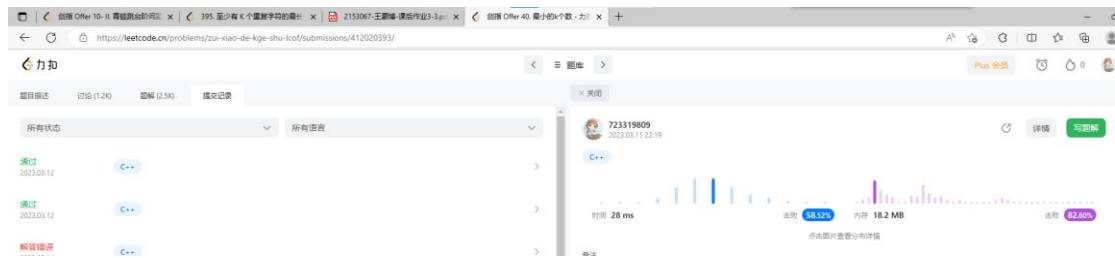 剑指 Offer 10- II. 青蛙跳台阶问题
395. 至少有 K 个重复字符的最长
2153067-王蔚锦-课后作业3-3.p
剑指 Offer 40. 最小的k个数 - 力
https://leetcode.cn/problems/zui-xiao-de-kge-shu-lcof/submissions/412020393/
力扣
题库
Plus 会员
0
题目描述
讨论 (1.2K)
题解 (2.5K)
提交记录
× 关闭
所有状态
所有语言
723319809
2023.03.11 22:19
详情
写题解
通过
2023.03.12
C++
C++
时间 28 ms
击败 58.52%
内存 18.2 MB
击败 82.60%
点击图片查看分布详情
通过
2023.03.12
C++
解答错误
C++
备注